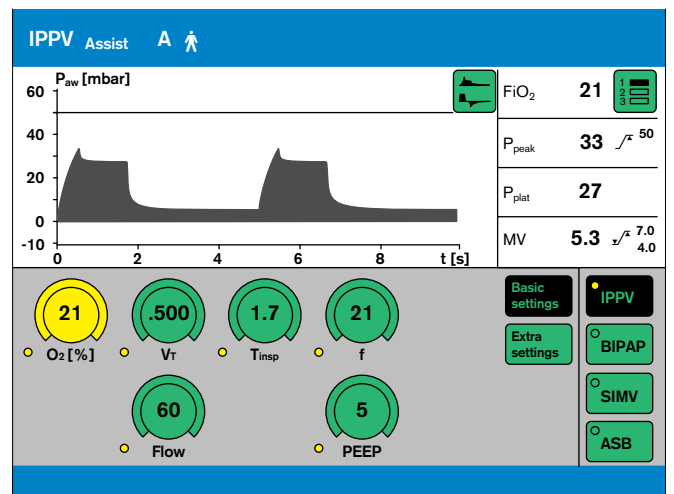 IPPV Assist A
Paw [mbar]
60
40
20
0
-10
0 2 4 6 8 t [s]
FiO2 21 1 2 3
Ppeak 33 50
Pplat 27
MV 5.3 7.0 4.0
21 .500 1.7 21
O2 [%] VT Tinsp f
60 5
Flow PEEP
Basic
settings
Extra
settings
IPPV
BIPAP
SIMV
ASB